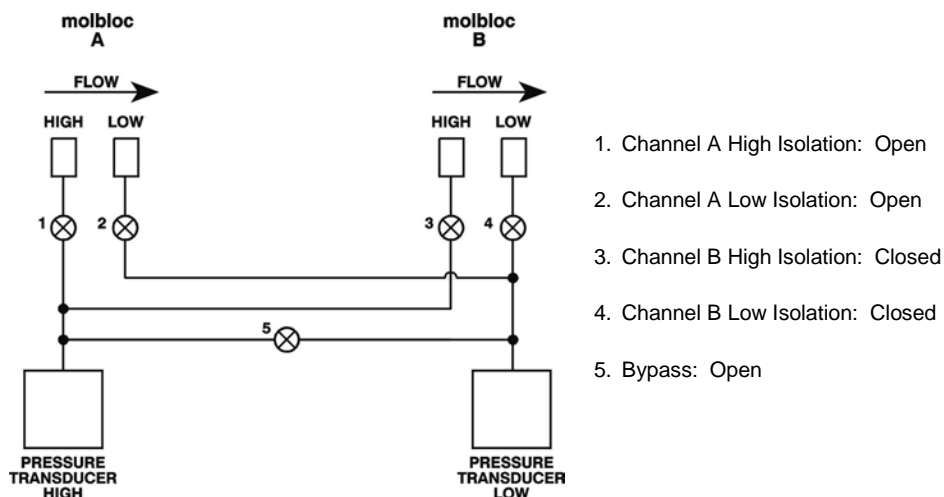 molbloc
A
molbloc
B
FLOW
FLOW
HIGH LOW
HIGH LOW
1
2
3
4
5
PRESSURE
TRANSDUCER
HIGH
PRESSURE
TRANSDUCER
LOW
1. Channel A High Isolation: Open
2. Channel A Low Isolation: Open
3. Channel B High Isolation: Closed
4. Channel B Low Isolation: Closed
5. Bypass: Open